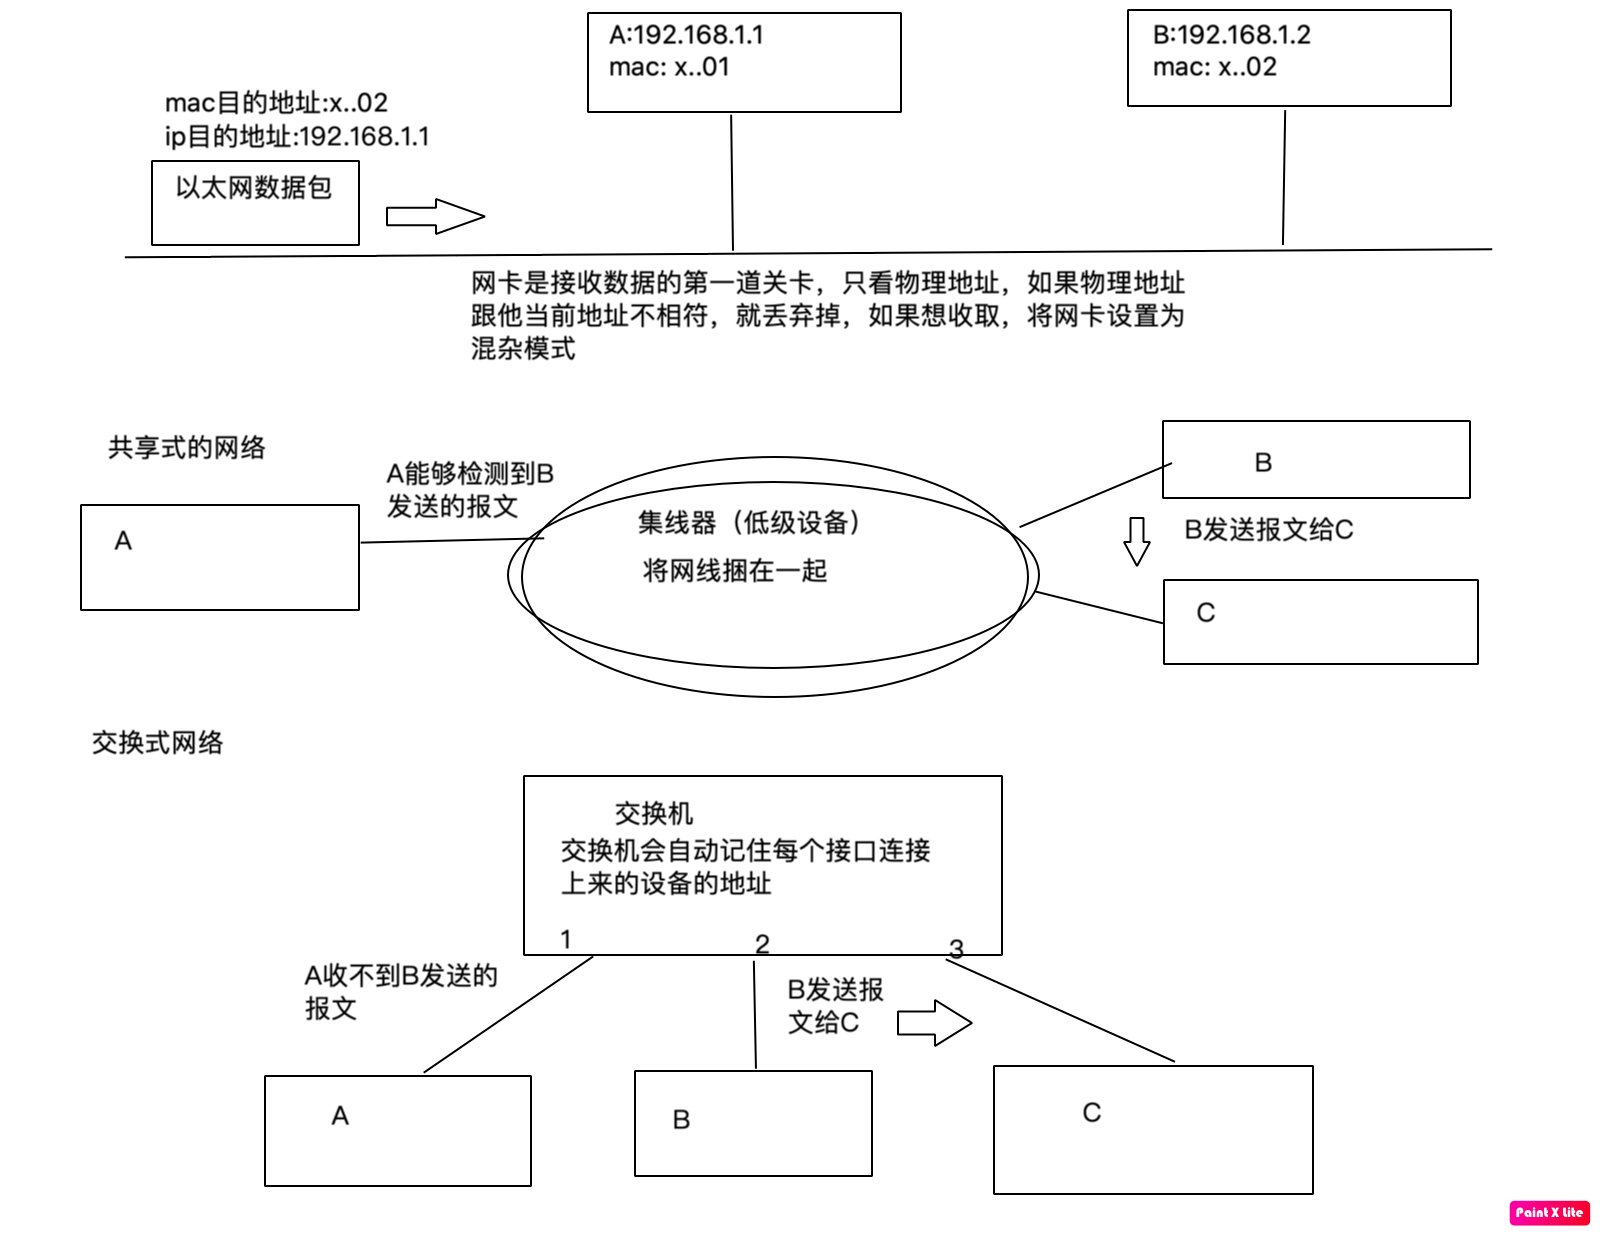 A:192.168.1.1
mac: x..01
B:192.168.1.2
mac: x..02
mac目的地址:x..02
ip目的地址:192.168.1.1
以太网数据包
网卡是接收数据的第一道关卡，只看物理地址，如果物理地址
跟他当前地址不相符，就丢弃掉，如果想收取，将网卡设置为
混杂模式
共享式的网络
A能够检测到B
发送的报文
A
集线器（低级设备）
将网线捆在一起
B
B发送报文给C
C
交换式网络
交换机
交换机会自动记住每个接口连接
上来的设备的地址
1
2
3
A收不到B发送的
报文
B发送报
文给C
A
B
C
Paint X Lite